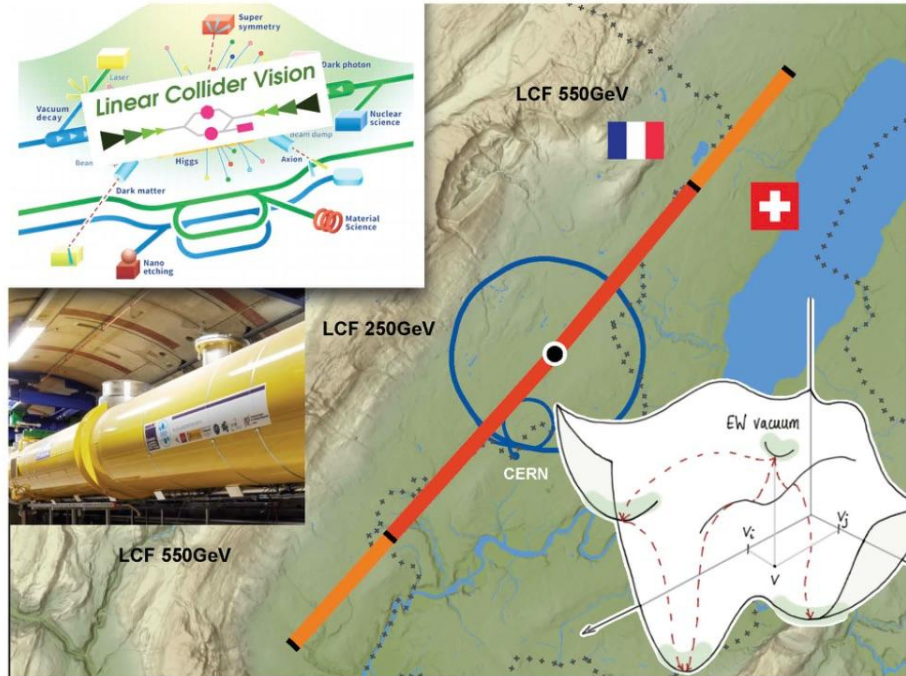 Super
symmetry
Laser
Dark photon
Linear Collider Vision
Vacuum
decay
Nuclear
science
beam dump
Higgs
Axion
Dark matter
Material
Science
Nano
etching
LCF 550GeV
LCF 250GeV
CERN
LCF 550GeV
EW vacuum
Vi
Vj
V